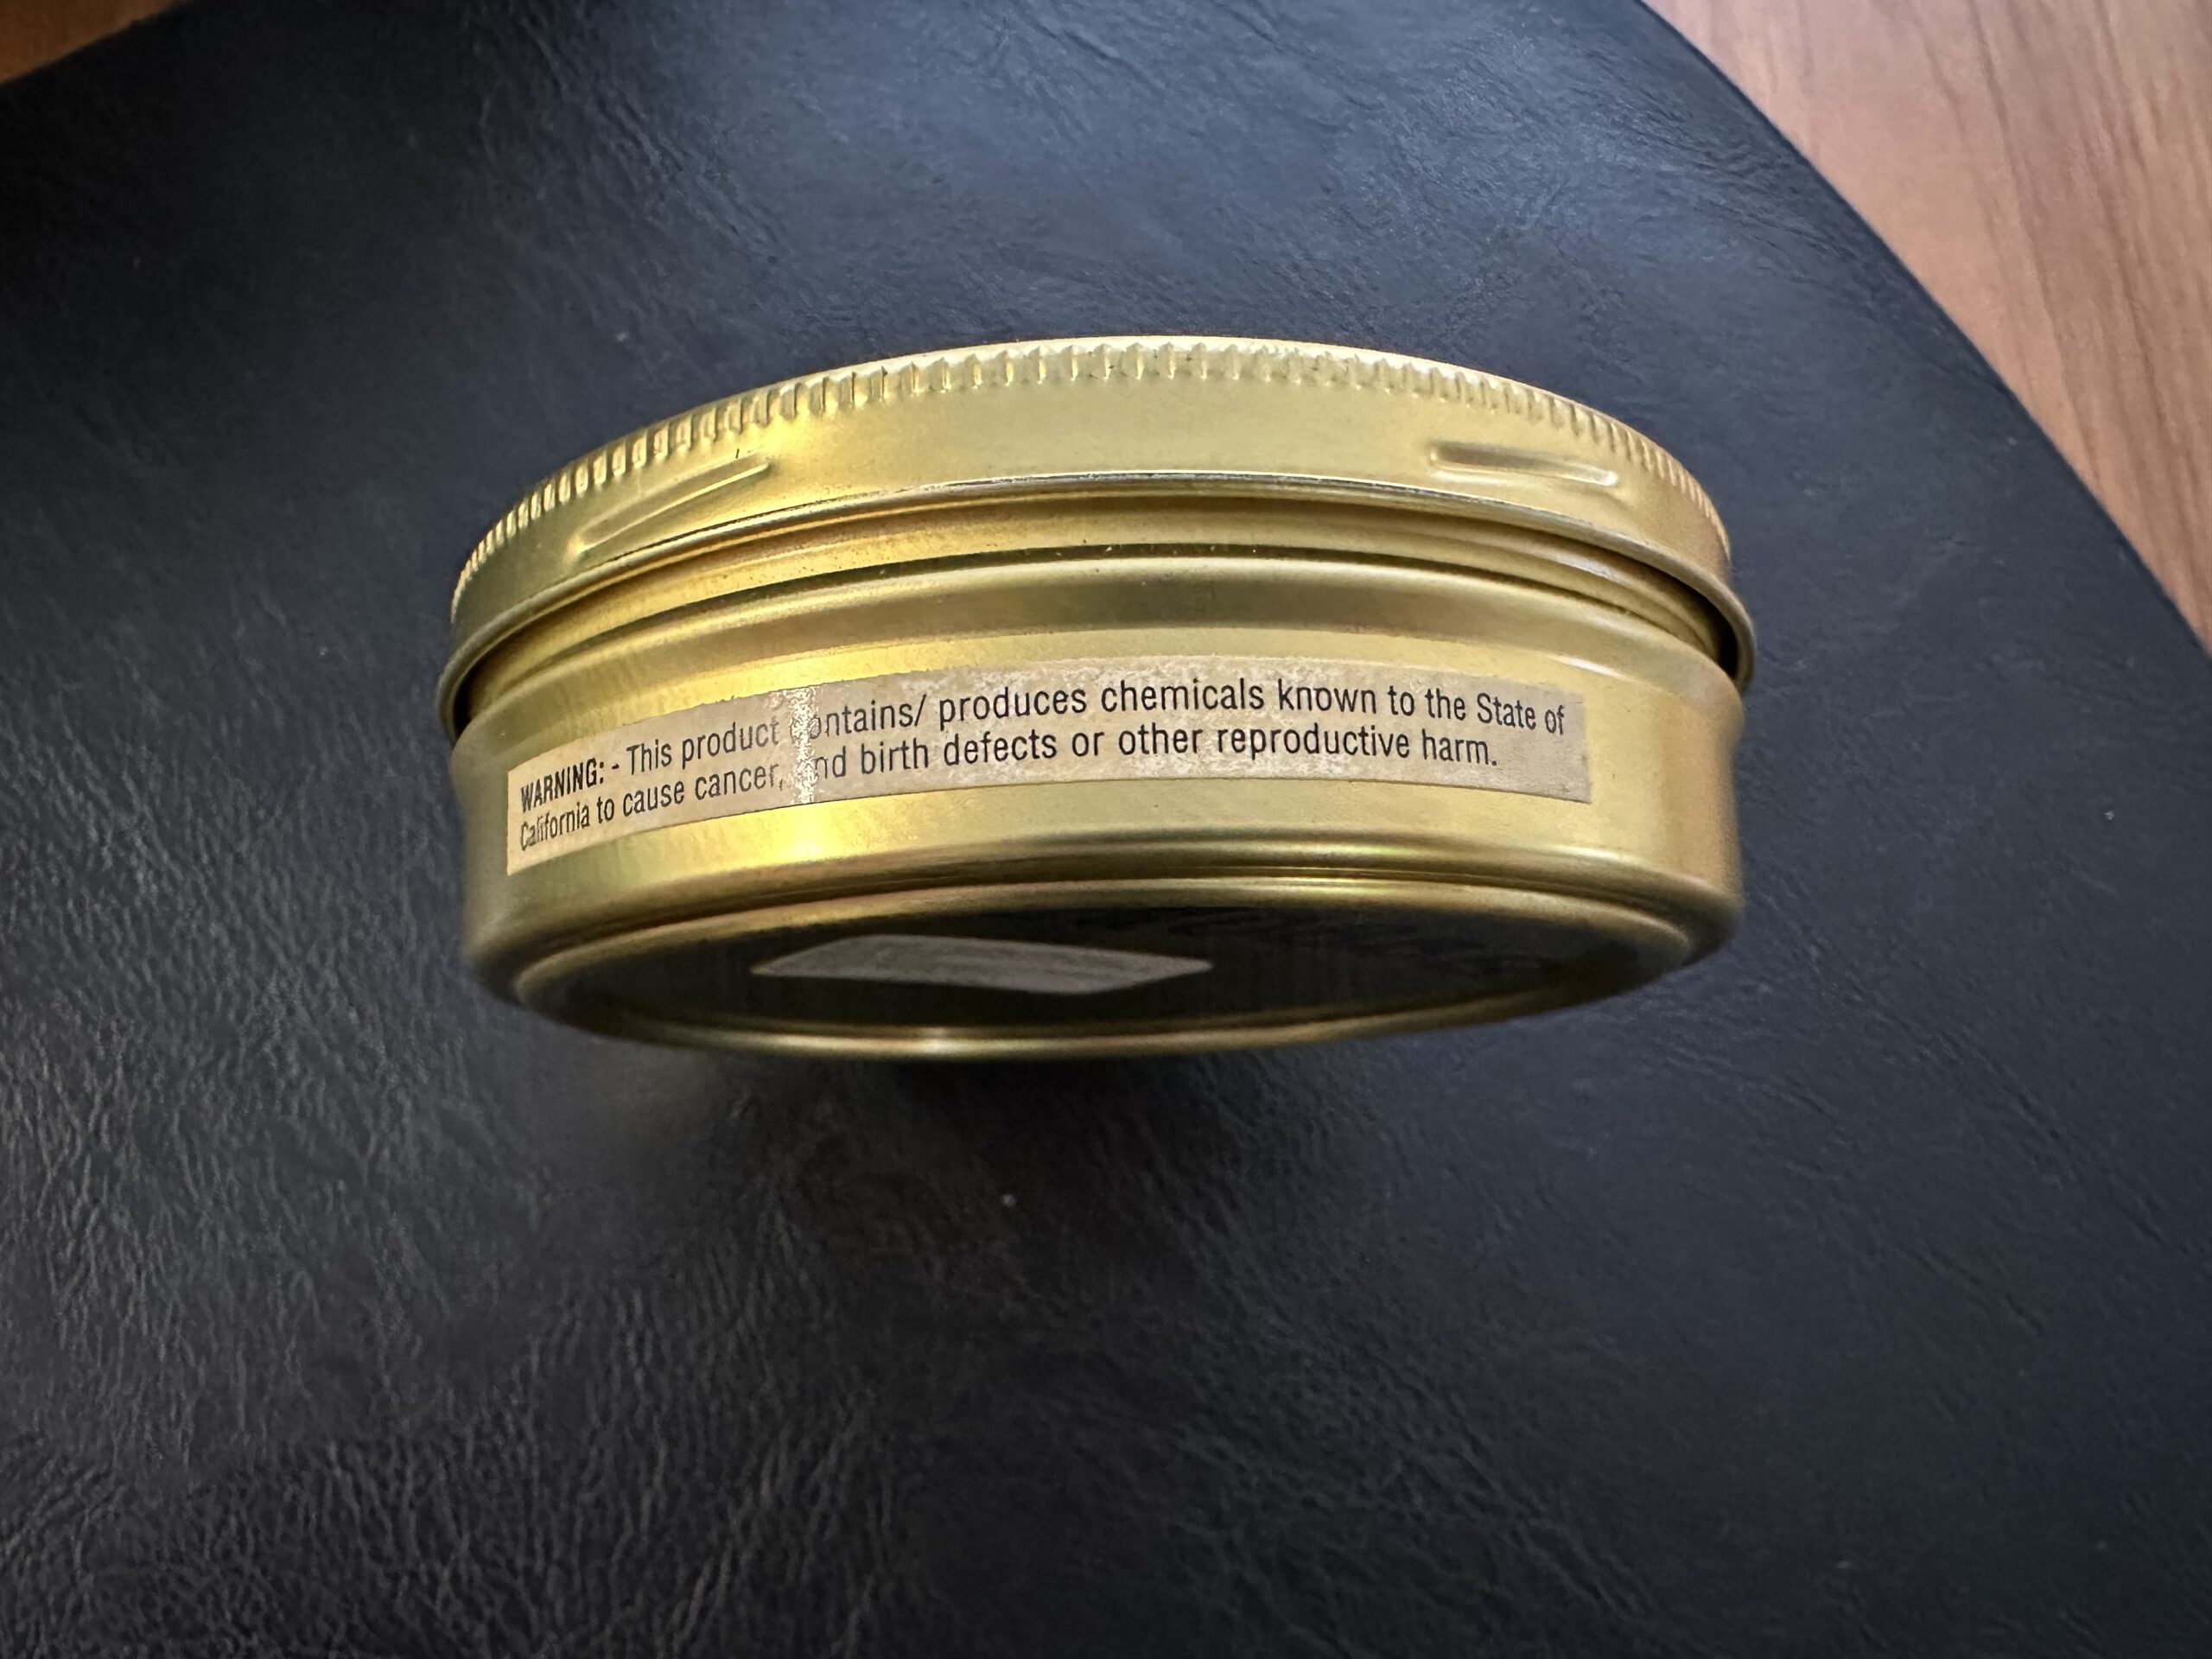 WARNING: - This product contains/ produces chemicals known to the State of
California to cause cancer, and birth defects or other reproductive harm.